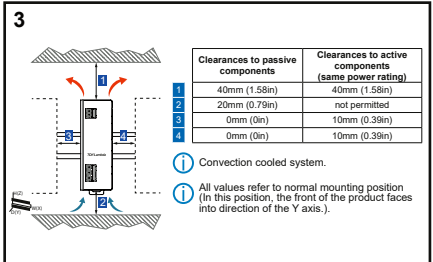 3
Clearances to passive components
Clearances to active components (same power rating)
1 40mm (1.58in) 40mm (1.58in)
2 20mm (0.79in) not permitted
3 0mm (0in) 10mm (0.39in)
4 0mm (0in) 10mm (0.39in)
1
3
4
TDK·Lambda
2
H(Z)
W(X)
D(Y)
i Convection cooled system.
i All values refer to normal mounting position
(In this position, the front of the product faces
into direction of the Y axis.).